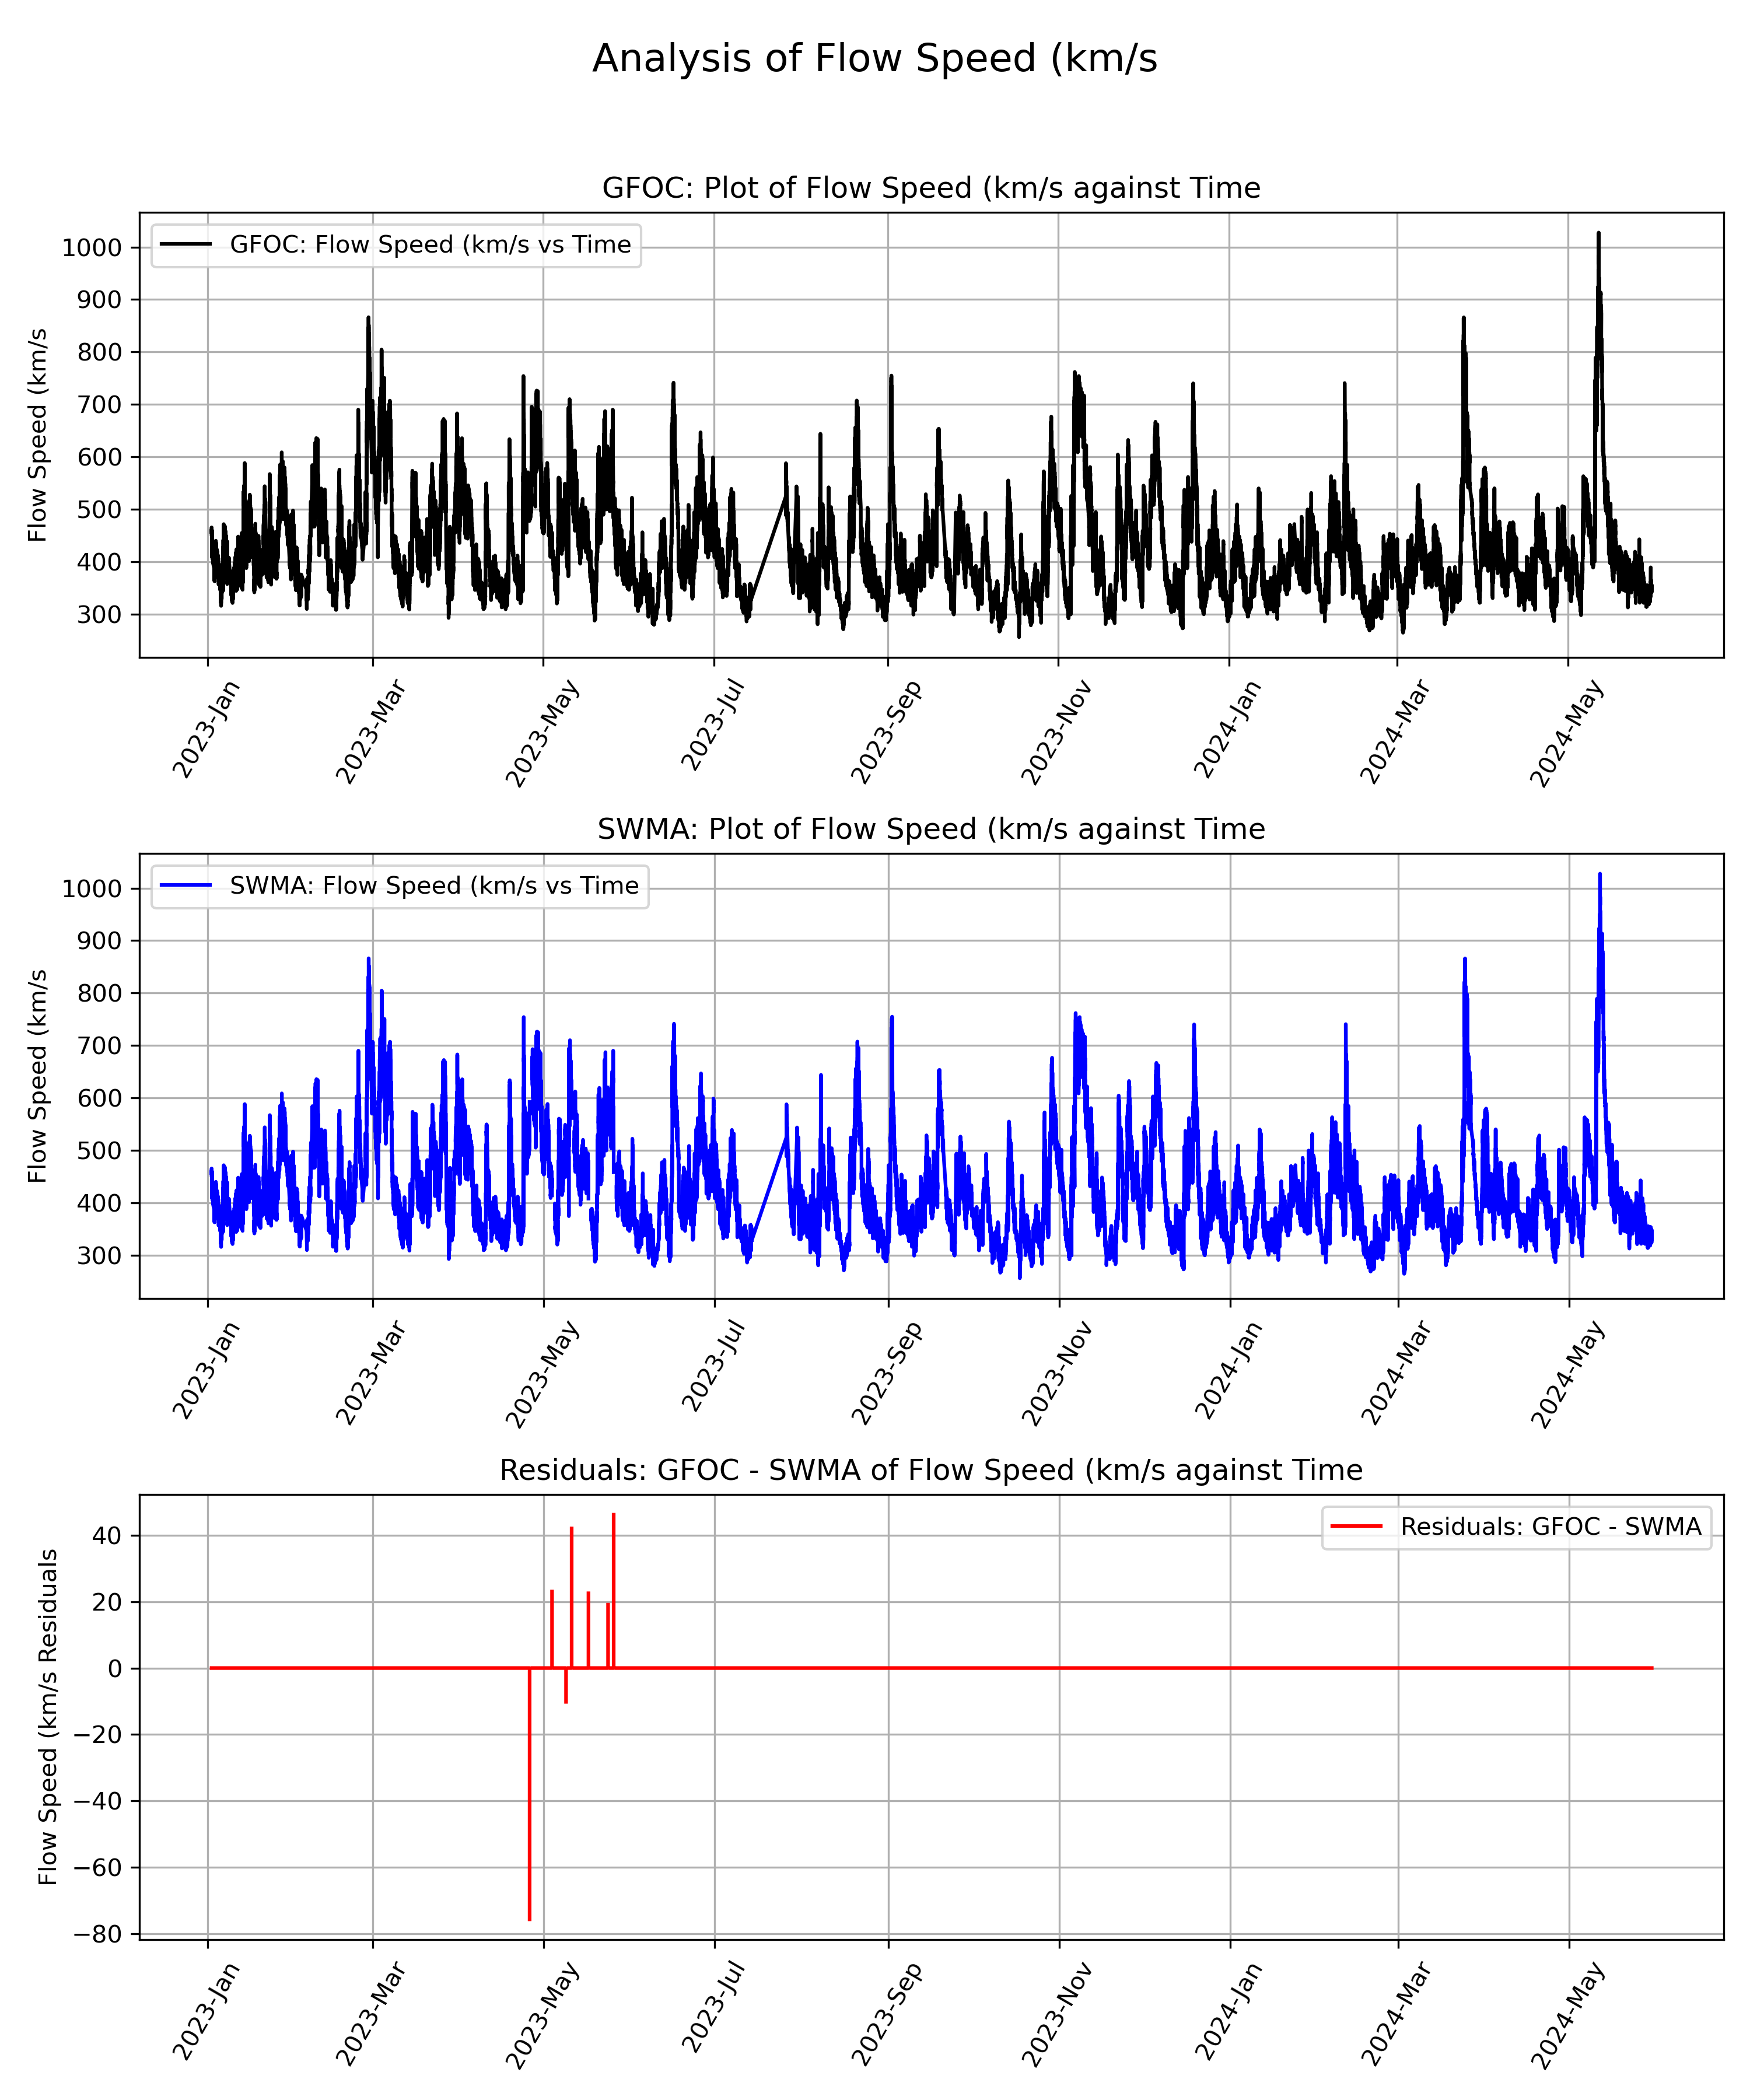 Analysis of Flow Speed (km/s
GFOC: Plot of Flow Speed (km/s against Time
GFOC: Flow Speed (km/s vs Time
Flow Speed (km/s
1000
900
800
700
600
500
400
300
2023-Jan
2023-Mar
2023-May
2023-Jul
2023-Sep
2023-Nov
2024-Jan
2024-Mar
2024-May
SWMA: Plot of Flow Speed (km/s against Time
SWMA: Flow Speed (km/s vs Time
Flow Speed (km/s
1000
900
800
700
600
500
400
300
2023-Jan
2023-Mar
2023-May
2023-Jul
2023-Sep
2023-Nov
2024-Jan
2024-Mar
2024-May
Residuals: GFOC - SWMA of Flow Speed (km/s against Time
Residuals: GFOC - SWMA
Flow Speed (km/s Residuals
40
20
0
−20
−40
−60
−80
2023-Jan
2023-Mar
2023-May
2023-Jul
2023-Sep
2023-Nov
2024-Jan
2024-Mar
2024-May